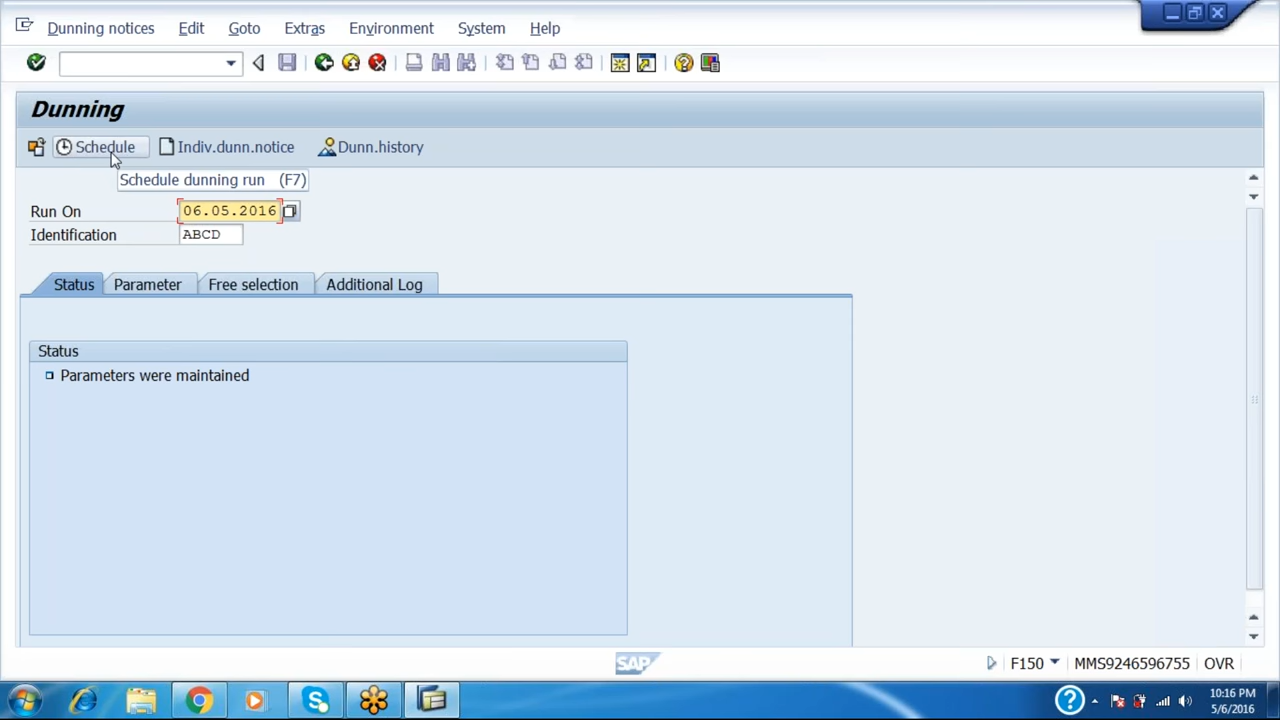 Dunning notices Edit Goto Extras Environment System Help
Dunning
Schedule Indiv.dunn.notice Dunn.history
Schedule dunning run (F7)
Run On 06.05.2016
Identification ABCD
Status Parameter Free selection Additional Log
Status
Parameters were maintained
SAP F150 MMS9246596755 OVR
10:16 PM
5/6/2016